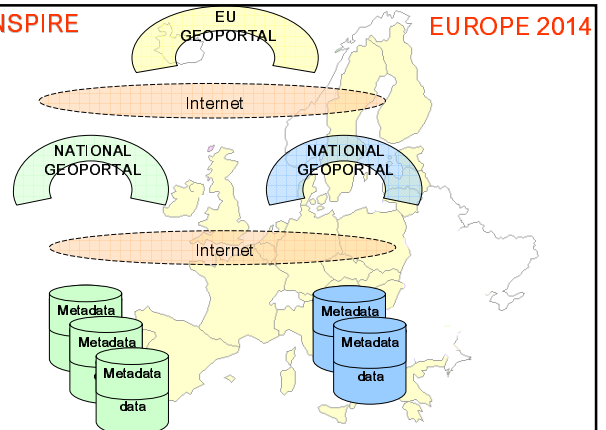 NSPIRE
EUROPE 2014
EU
GEOPORTAL
Internet
NATIONAL
GEOPORTAL
NATIONAL
GEOPORTAL
Internet
Metadata
Metadata
Metadata
data
Metadata
Metadata
data